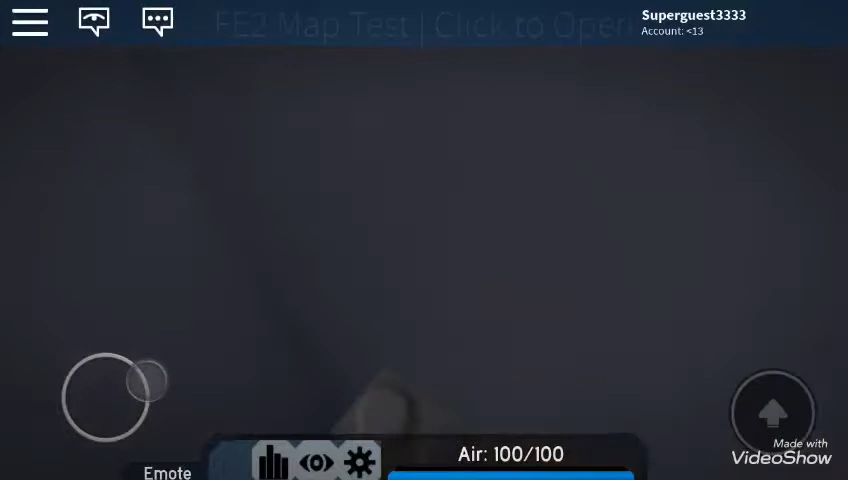 FE2 Map Test | Click to Open
Superguest3333
Account: <13
Air: 100/100
Emote
Made with
VideoShow